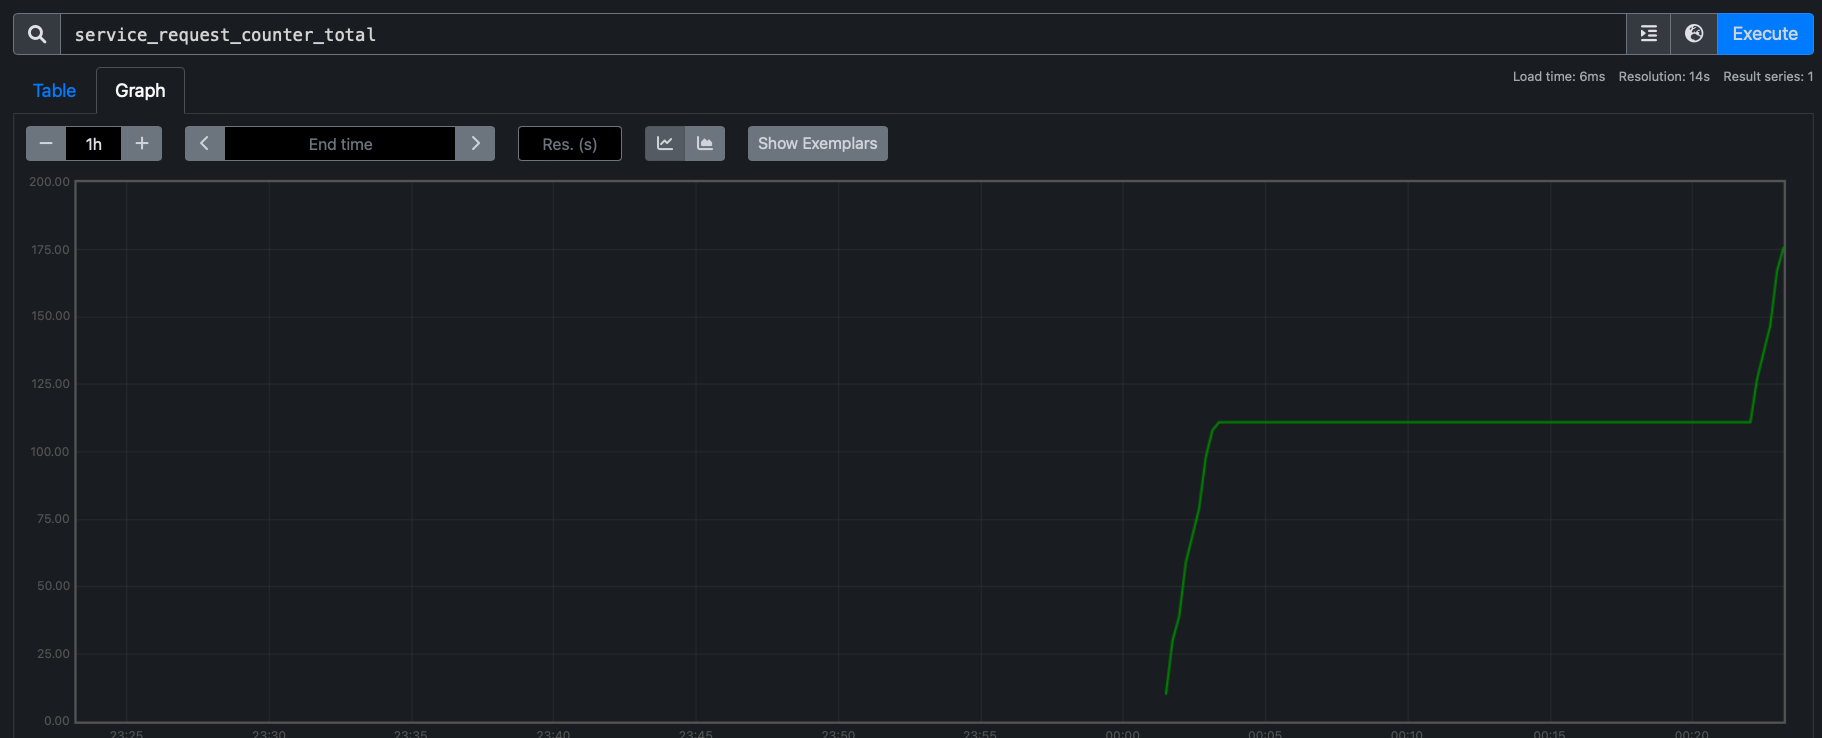 service_request_counter_total
Execute
Table
Graph
Load time: 6ms Resolution: 14s Result series: 1
− 1h + End time Res. (s) Show Exemplars
200.00
175.00
150.00
125.00
100.00
75.00
50.00
25.00
0.00
23:25 23:30 23:35 23:40 23:45 23:50 23:55 00:00 00:05 00:10 00:15 00:20